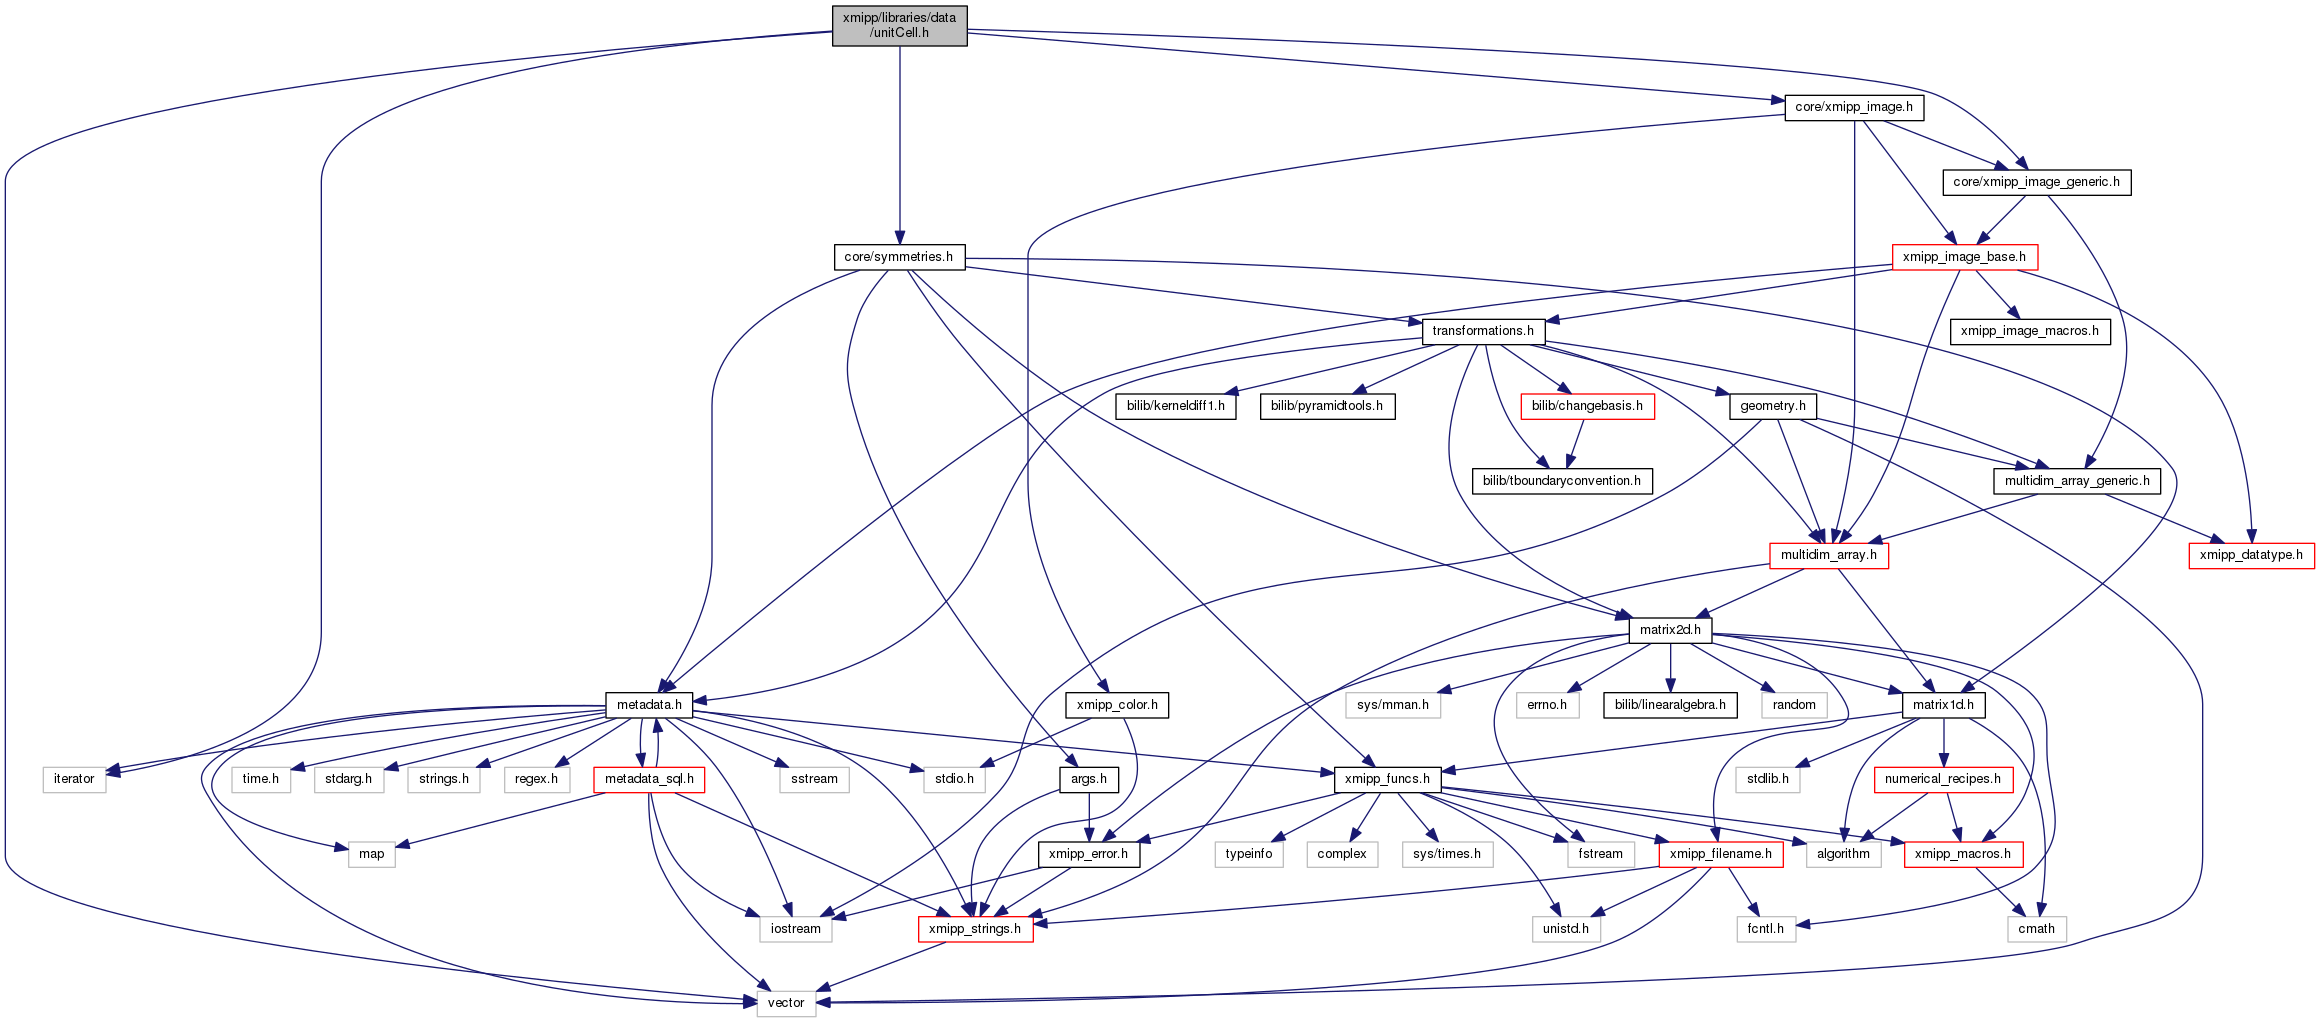 xmipp/libraries/data
/unitCell.h
core/xmipp_image.h
core/xmipp_image_generic.h
core/symmetries.h
xmipp_image_base.h
transformations.h
xmipp_image_macros.h
bilib/kerneldiff1.h
bilib/pyramidtools.h
bilib/changebasis.h
geometry.h
bilib/tboundaryconvention.h
multidim_array_generic.h
multidim_array.h
xmipp_datatype.h
matrix2d.h
metadata.h
xmipp_color.h
sys/mman.h
errno.h
bilib/linearalgebra.h
random
matrix1d.h
iterator
time.h
stdarg.h
strings.h
regex.h
metadata_sql.h
sstream
stdio.h
args.h
xmipp_funcs.h
stdlib.h
numerical_recipes.h
map
xmipp_error.h
typeinfo
complex
sys/times.h
fstream
xmipp_filename.h
algorithm
xmipp_macros.h
iostream
xmipp_strings.h
unistd.h
fcntl.h
cmath
vector